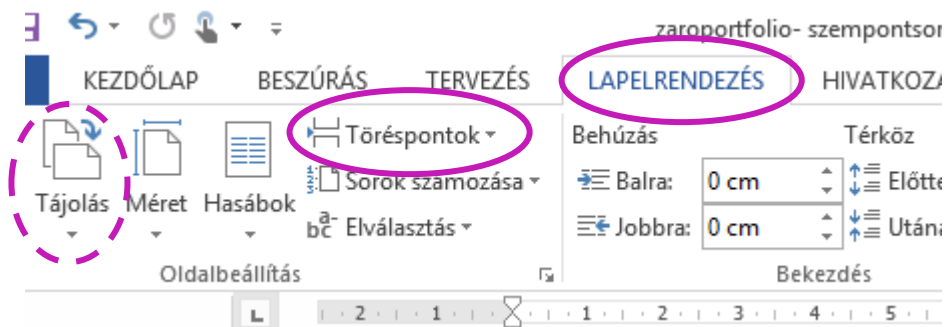 zaroportfolio- szempontsor
KEZDŐLAP BESZÚRÁS TERVEZÉS LAPELRENDEZÉS HIVATKOZA
Töréspontok Behúzás Térköz
Sorok számozása Balra: 0 cm Előtte
Tájolás Méret Hasábok
Elválasztás Jobbra: 0 cm Utána
Oldalbeállítás Bekezdés
L 2 1 1 2 3 4 5